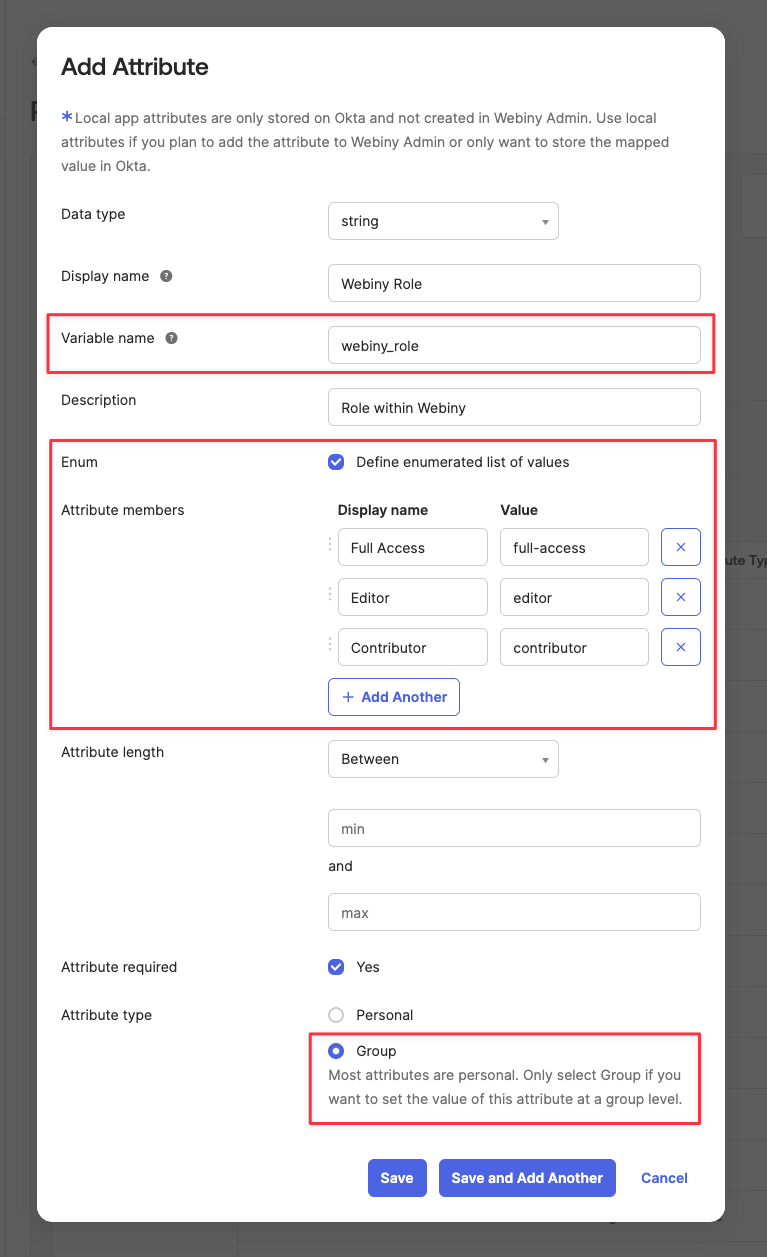 Add Attribute
*Local app attributes are only stored on Okta and not created in Webiny Admin. Use local
attributes if you plan to add the attribute to Webiny Admin or only want to store the mapped
value in Okta.
Data type
string
Display name ?
Webiny Role
Variable name ?
webiny_role
Description
Role within Webiny
Enum
Define enumerated list of values
Attribute members
Display name Value
Full Access full-access
Editor editor
Contributor contributor
+ Add Another
Attribute length
Between
min
and
max
Attribute required
Yes
Attribute type
Personal
Group
Most attributes are personal. Only select Group if you
want to set the value of this attribute at a group level.
Save Save and Add Another Cancel